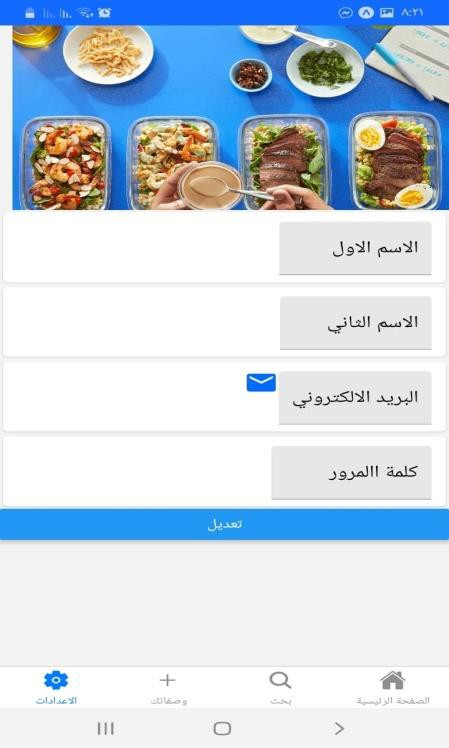 ٨:٢١
الاسم الاول
الاسم الثاني
البريد الالكتروني
كلمة االمرور
تعديل
الصفحة الرئيسية
بحث
وصفاتك
الاعدادات